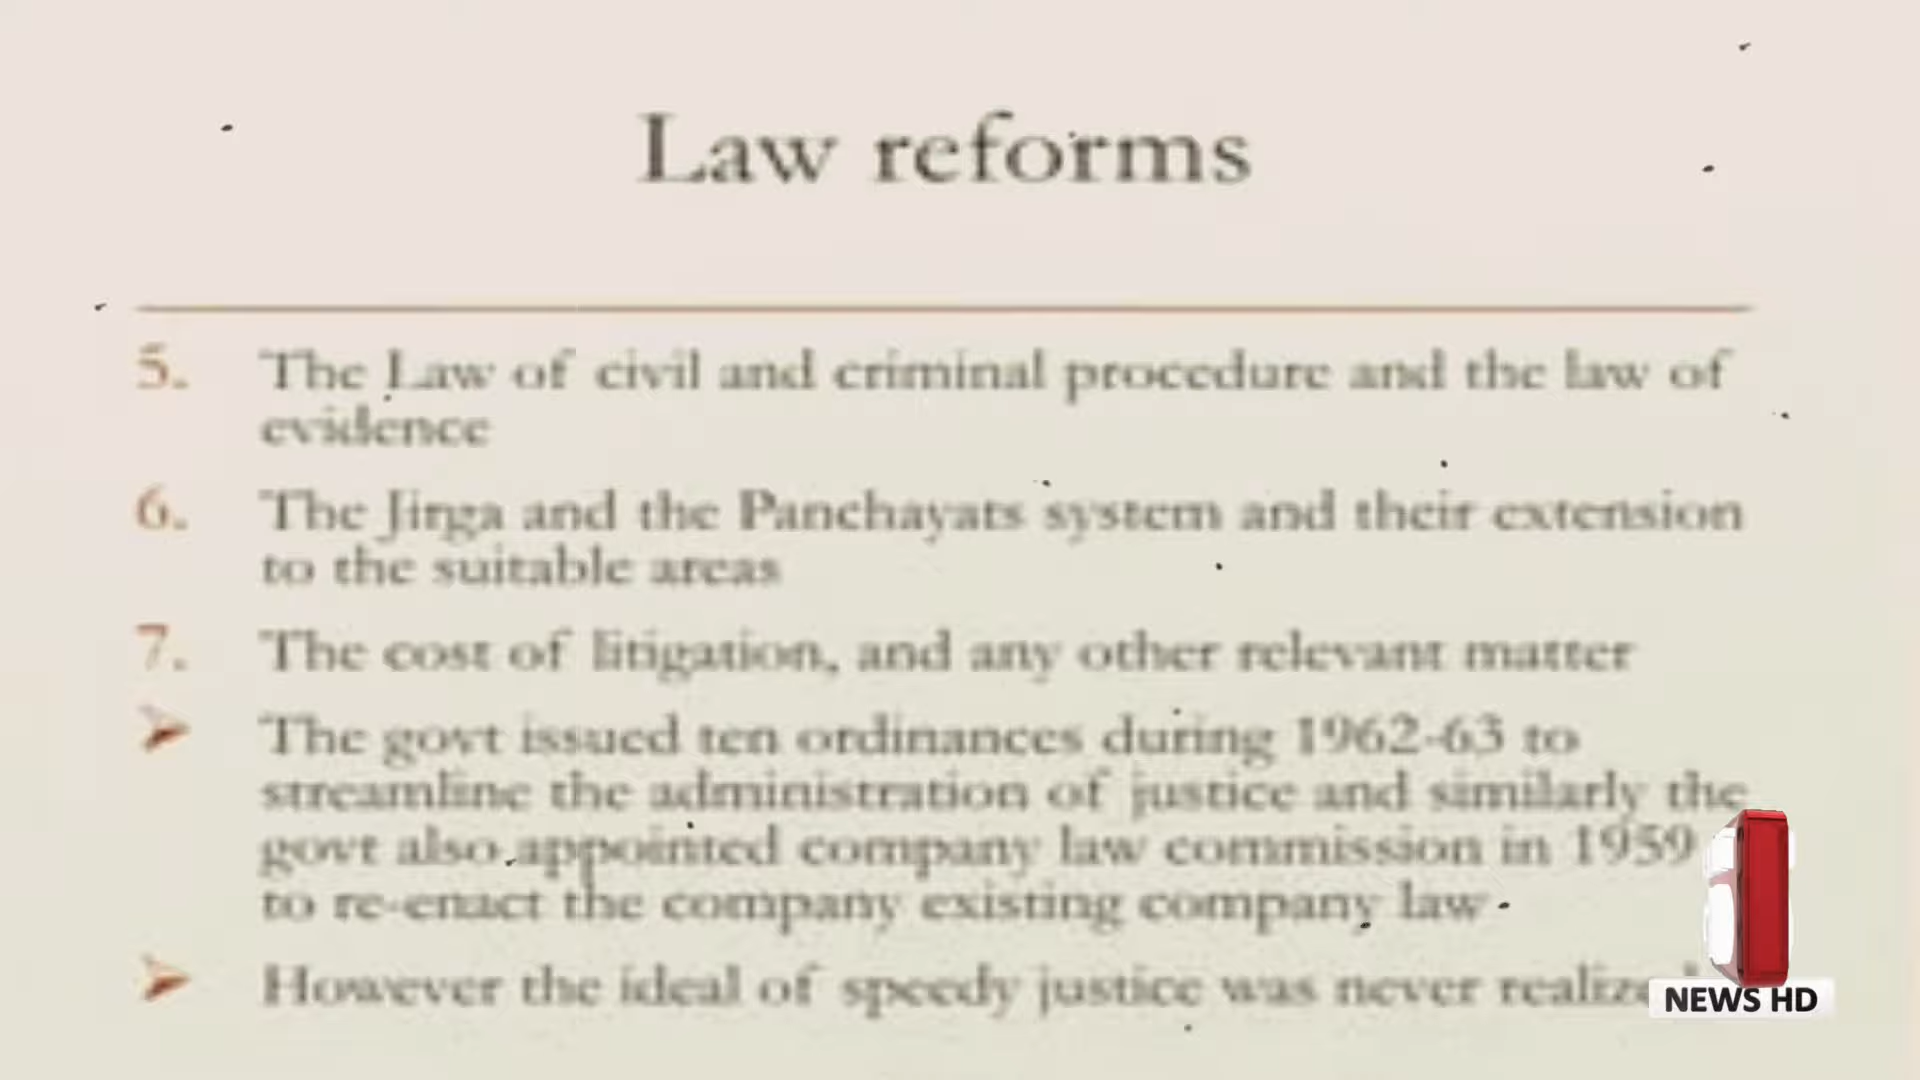 Law reforms
5. The Law of civil and criminal procedure and the law of
evidence
6. The Jirga and the Panchayats system and their extension
to the suitable areas
7. The cost of litigation, and any other relevant matter
➢ The govt issued ten ordinances during 1962-63 to
streamline the administration of justice and similarly the
govt also appointed company law commission in 1959
to re-enact the company existing company law
➢ However the ideal of speedy justice was never
NEWS HD